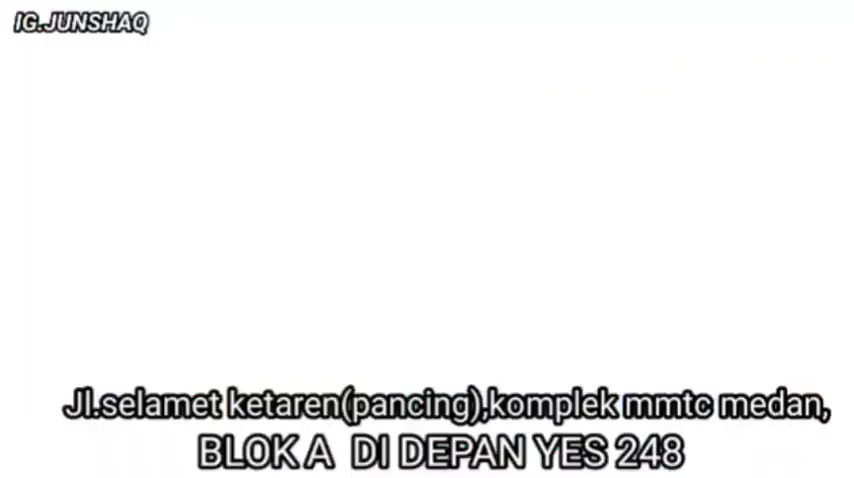 IG.JUNSHAQ
Jl.selamet ketaren(pancing),komplek mmtc medan,
BLOK A DI DEPAN YES 248